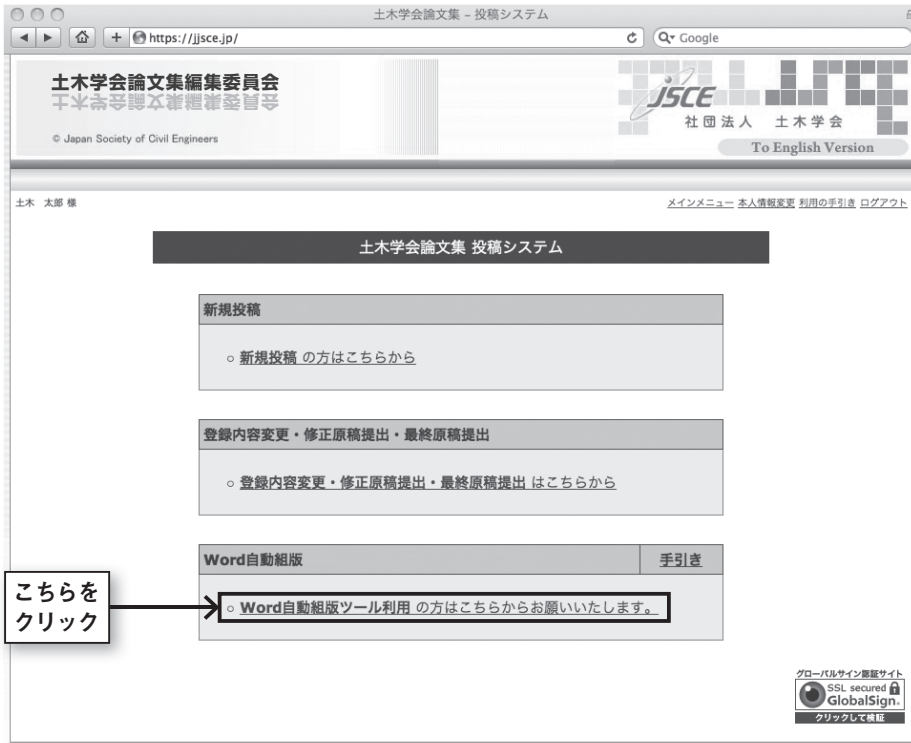 土木学会論文集 – 投稿システム
https://jjsce.jp/
Google
土木学会論文集編集委員会
© Japan Society of Civil Engineers
JSCE
社団法人 土木学会
To English Version
土木 太郎 様
メインメニュー 本人情報変更 利用の手引き ログアウト
土木学会論文集 投稿システム
新規投稿
新規投稿 の方はこちらから
登録内容変更・修正原稿提出・最終原稿提出
登録内容変更・修正原稿提出・最終原稿提出 はこちらから
Word自動組版 手引き
こちらを
クリック
Word自動組版ツール利用 の方はこちらからお願いいたします。
グローバルサイン認証サイト
SSL secured
GlobalSign.
クリックして検証